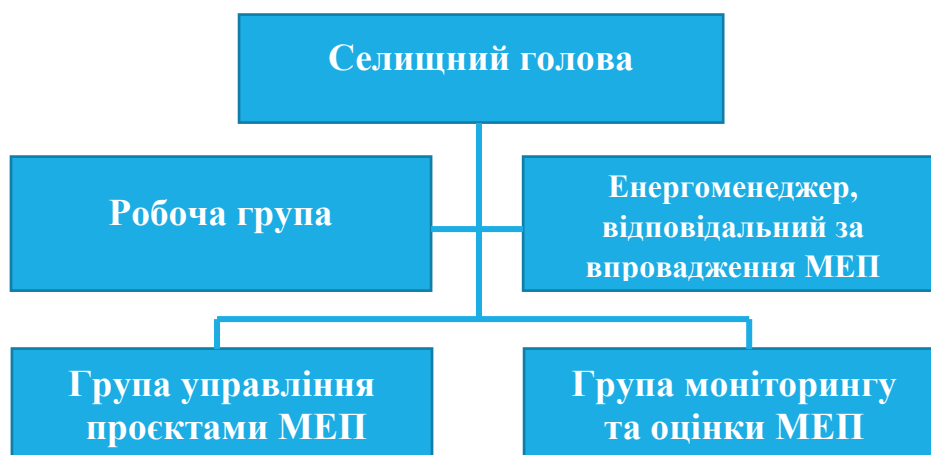 Селищний голова
Робоча група
Енергоменеджер,
відповідальний за
впровадження МЕП
Група управління
проєктами МЕП
Група моніторингу
та оцінки МЕП